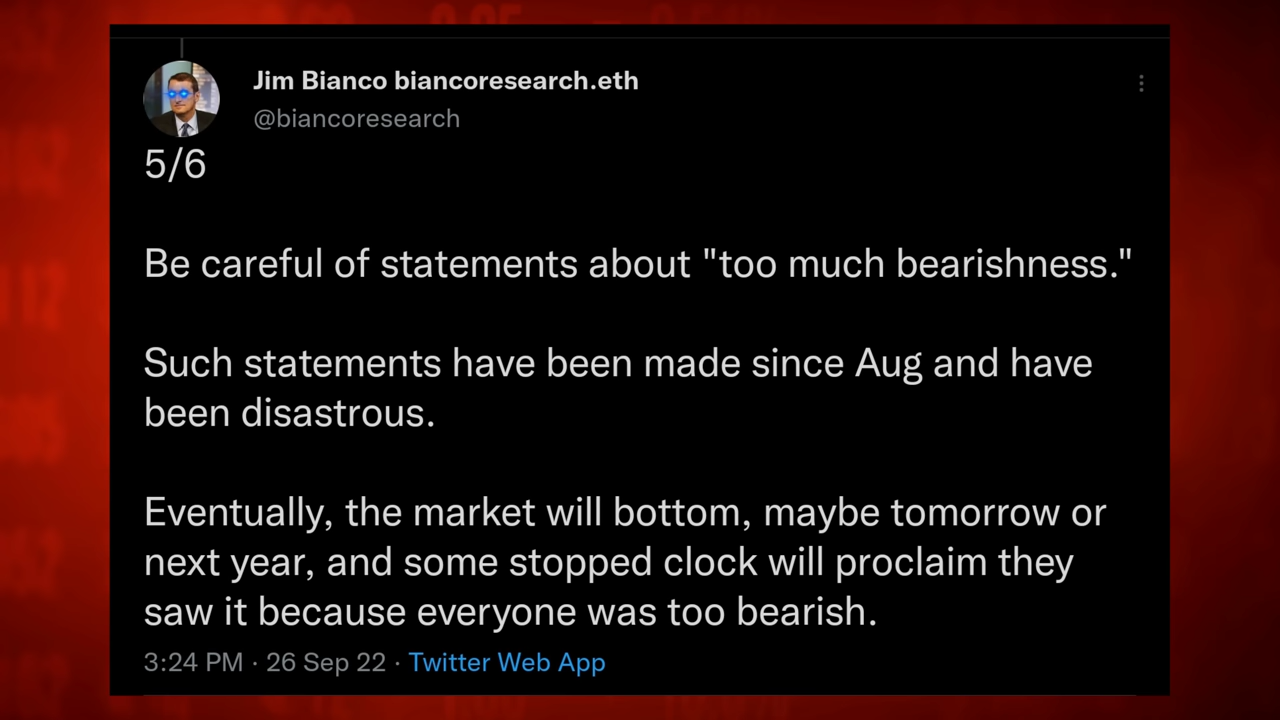 Jim Bianco biancoresearch.eth
@biancoresearch
5/6
Be careful of statements about "too much bearishness."
Such statements have been made since Aug and have
been disastrous.
Eventually, the market will bottom, maybe tomorrow or
next year, and some stopped clock will proclaim they
saw it because everyone was too bearish.
3:24 PM · 26 Sep 22 · Twitter Web App